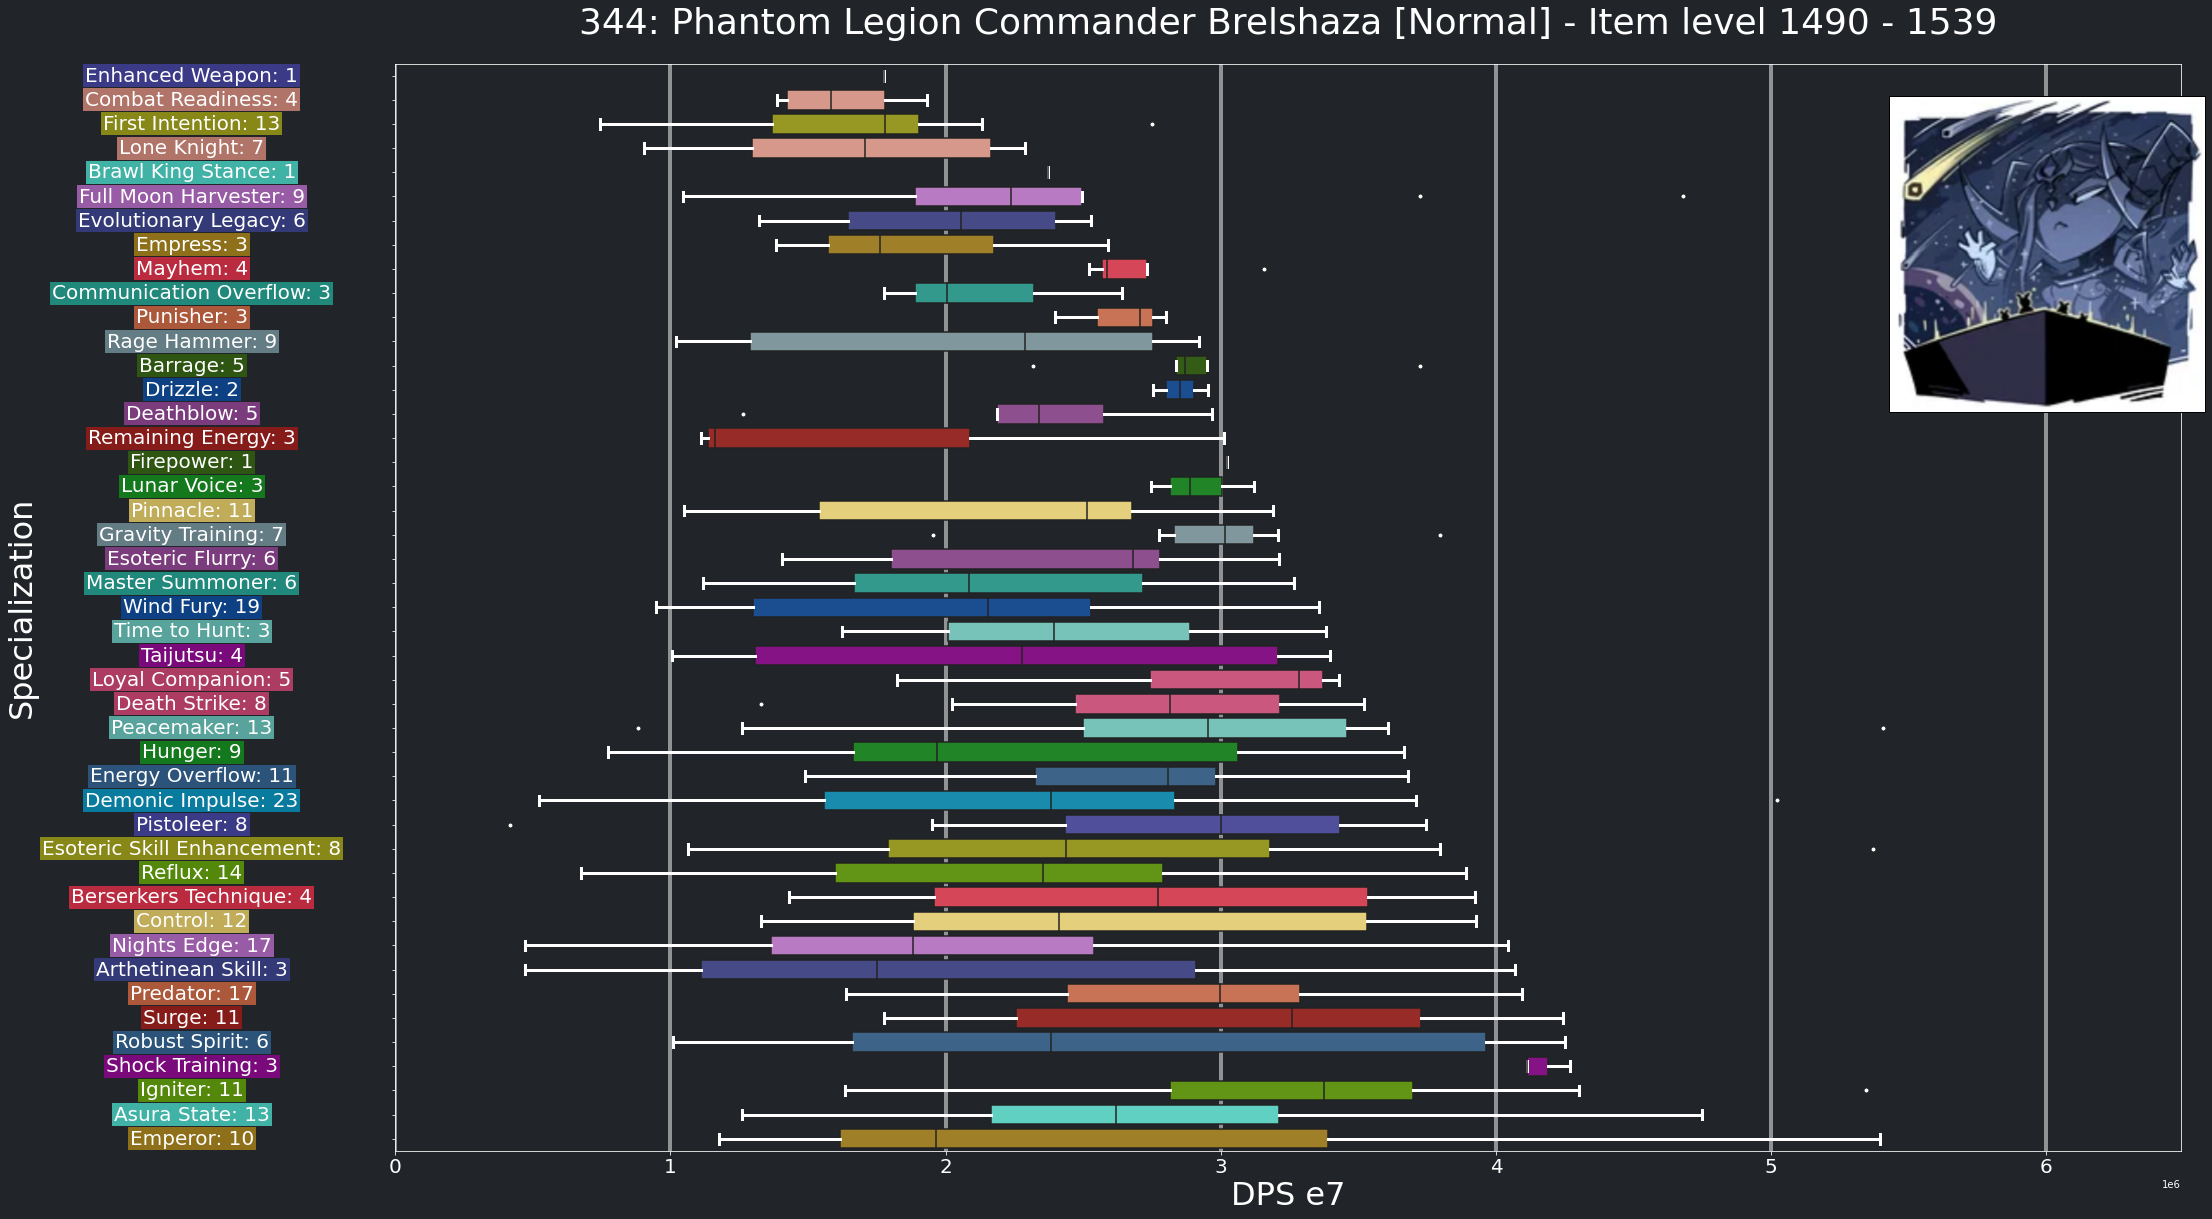 344: Phantom Legion Commander Brelshaza [Normal] - Item level 1490 - 1539
Enhanced Weapon: 1
Combat Readiness: 4
First Intention: 13
Lone Knight: 7
Brawl King Stance: 1
Full Moon Harvester: 9
Evolutionary Legacy: 6
Empress: 3
Mayhem: 4
Communication Overflow: 3
Punisher: 3
Rage Hammer: 9
Barrage: 5
Drizzle: 2
Deathblow: 5
Remaining Energy: 3
Firepower: 1
Lunar Voice: 3
Pinnacle: 11
Gravity Training: 7
Esoteric Flurry: 6
Master Summoner: 6
Wind Fury: 19
Time to Hunt: 3
Taijutsu: 4
Loyal Companion: 5
Death Strike: 8
Peacemaker: 13
Hunger: 9
Energy Overflow: 11
Demonic Impulse: 23
Pistoleer: 8
Esoteric Skill Enhancement: 8
Reflux: 14
Berserkers Technique: 4
Control: 12
Nights Edge: 17
Arthetinean Skill: 3
Predator: 17
Surge: 11
Robust Spirit: 6
Shock Training: 3
Igniter: 11
Asura State: 13
Emperor: 10
Specialization
0 1 2 3 4 5 6
1e6
DPS e7